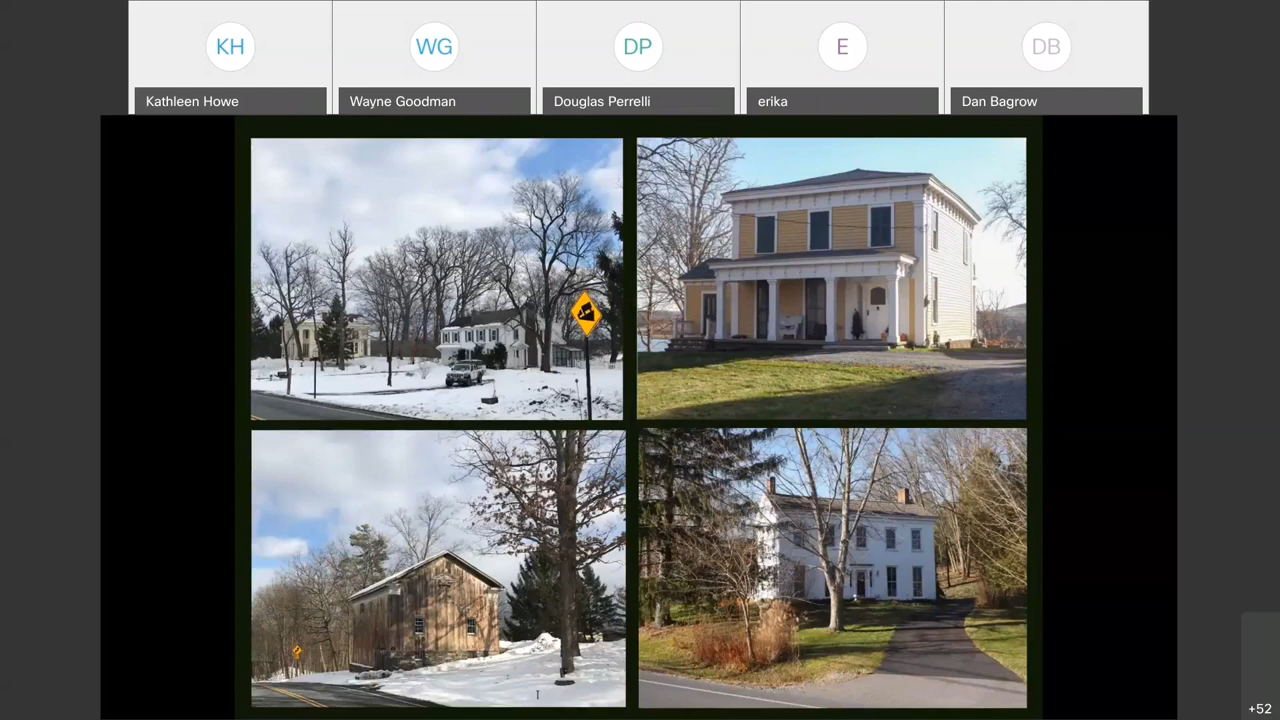 KH
WG
DP
E
DB
Kathleen Howe
Wayne Goodman
Douglas Perrelli
erika
Dan Bagrow
+52